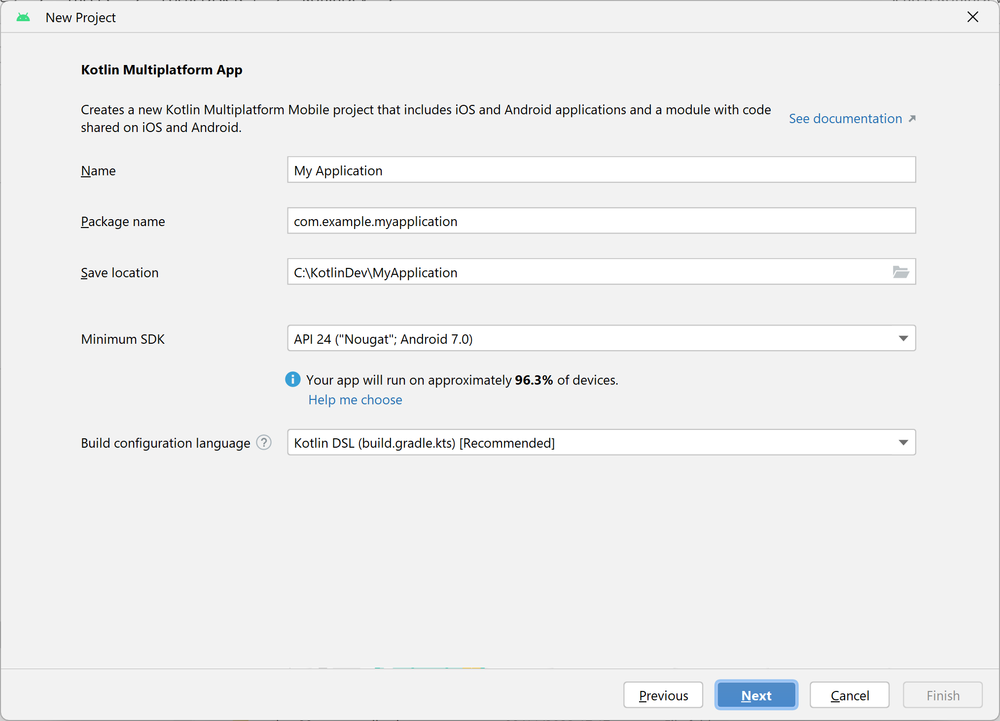 New Project
Kotlin Multiplatform App
Creates a new Kotlin Multiplatform Mobile project that includes iOS and Android applications and a module with code
shared on iOS and Android.
See documentation
Name
My Application
Package name
com.example.myapplication
Save location
C:\KotlinDev\MyApplication
Minimum SDK
API 24 ("Nougat"; Android 7.0)
Your app will run on approximately 96.3% of devices.
Help me choose
Build configuration language ?
Kotlin DSL (build.gradle.kts) [Recommended]
Previous
Next
Cancel
Finish